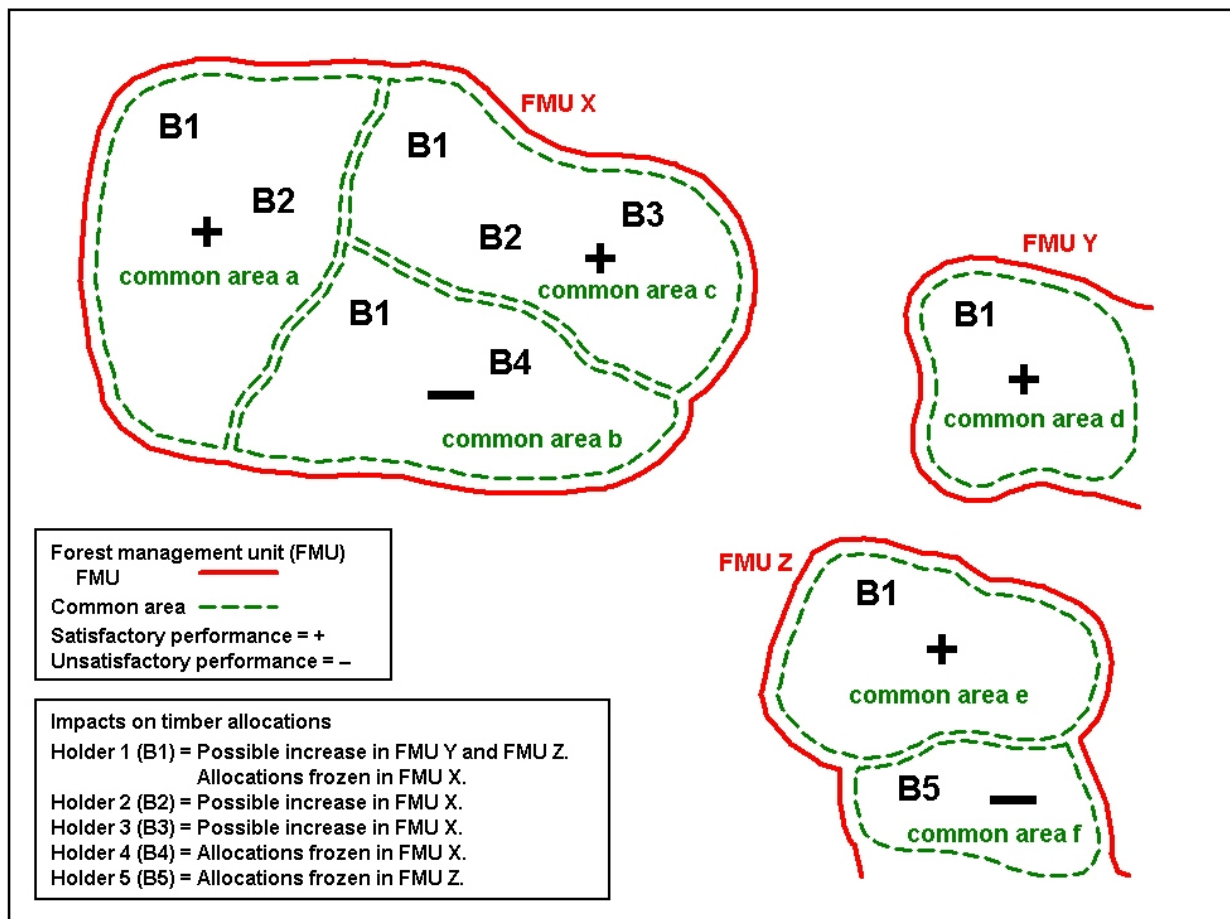 FMU X
B1
B1
B2
B3
B2
+
+
common area a
common area c
B1
B4
–
common area b
FMU Y
B1
+
common area d
FMU Z
B1
+
common area e
B5
–
common area f
Forest management unit (FMU)
FMU
Common area
Satisfactory performance = +
Unsatisfactory performance = –
Impacts on timber allocations
Holder 1 (B1) = Possible increase in FMU Y and FMU Z.
Allocations frozen in FMU X.
Holder 2 (B2) = Possible increase in FMU X.
Holder 3 (B3) = Possible increase in FMU X.
Holder 4 (B4) = Allocations frozen in FMU X.
Holder 5 (B5) = Allocations frozen in FMU Z.